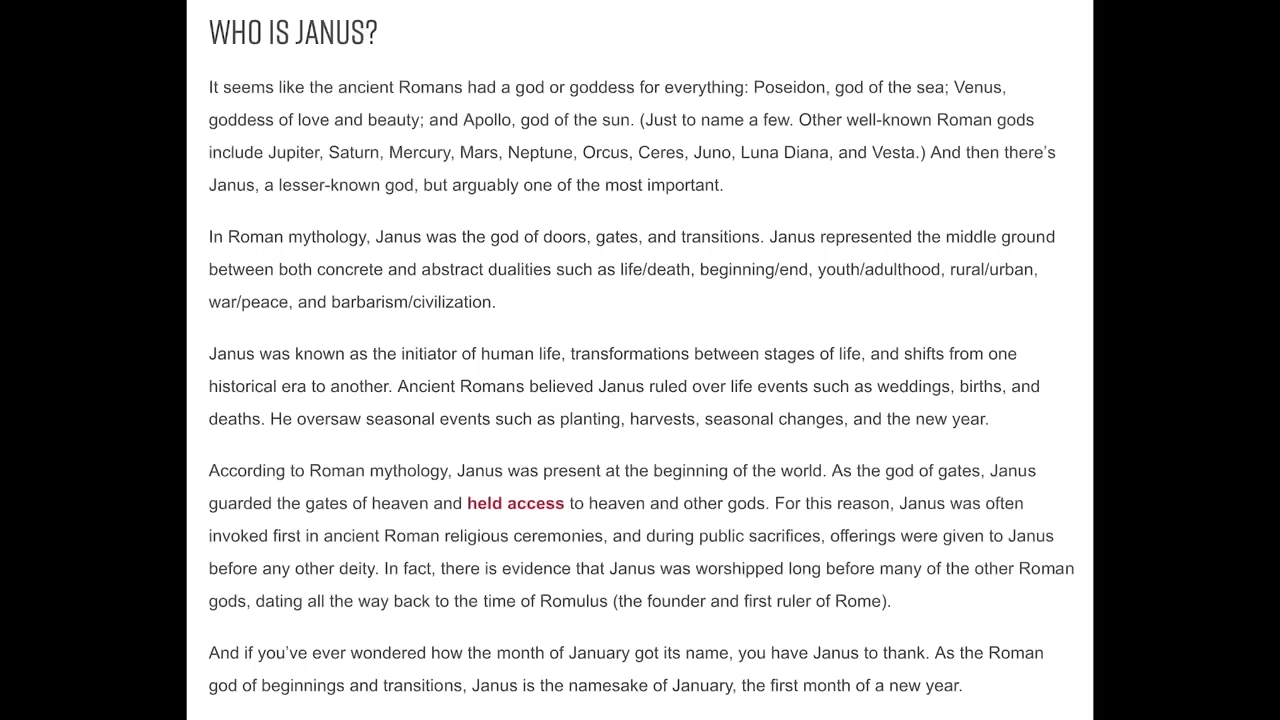 WHO IS JANUS?
It seems like the ancient Romans had a god or goddess for everything: Poseidon, god of the sea; Venus,
goddess of love and beauty; and Apollo, god of the sun. (Just to name a few. Other well-known Roman gods
include Jupiter, Saturn, Mercury, Mars, Neptune, Orcus, Ceres, Juno, Luna Diana, and Vesta.) And then there's
Janus, a lesser-known god, but arguably one of the most important.
In Roman mythology, Janus was the god of doors, gates, and transitions. Janus represented the middle ground
between both concrete and abstract dualities such as life/death, beginning/end, youth/adulthood, rural/urban,
war/peace, and barbarism/civilization.
Janus was known as the initiator of human life, transformations between stages of life, and shifts from one
historical era to another. Ancient Romans believed Janus ruled over life events such as weddings, births, and
deaths. He oversaw seasonal events such as planting, harvests, seasonal changes, and the new year.
According to Roman mythology, Janus was present at the beginning of the world. As the god of gates, Janus
guarded the gates of heaven and held access to heaven and other gods. For this reason, Janus was often
invoked first in ancient Roman religious ceremonies, and during public sacrifices, offerings were given to Janus
before any other deity. In fact, there is evidence that Janus was worshipped long before many of the other Roman
gods, dating all the way back to the time of Romulus (the founder and first ruler of Rome).
And if you've ever wondered how the month of January got its name, you have Janus to thank. As the Roman
god of beginnings and transitions, Janus is the namesake of January, the first month of a new year.